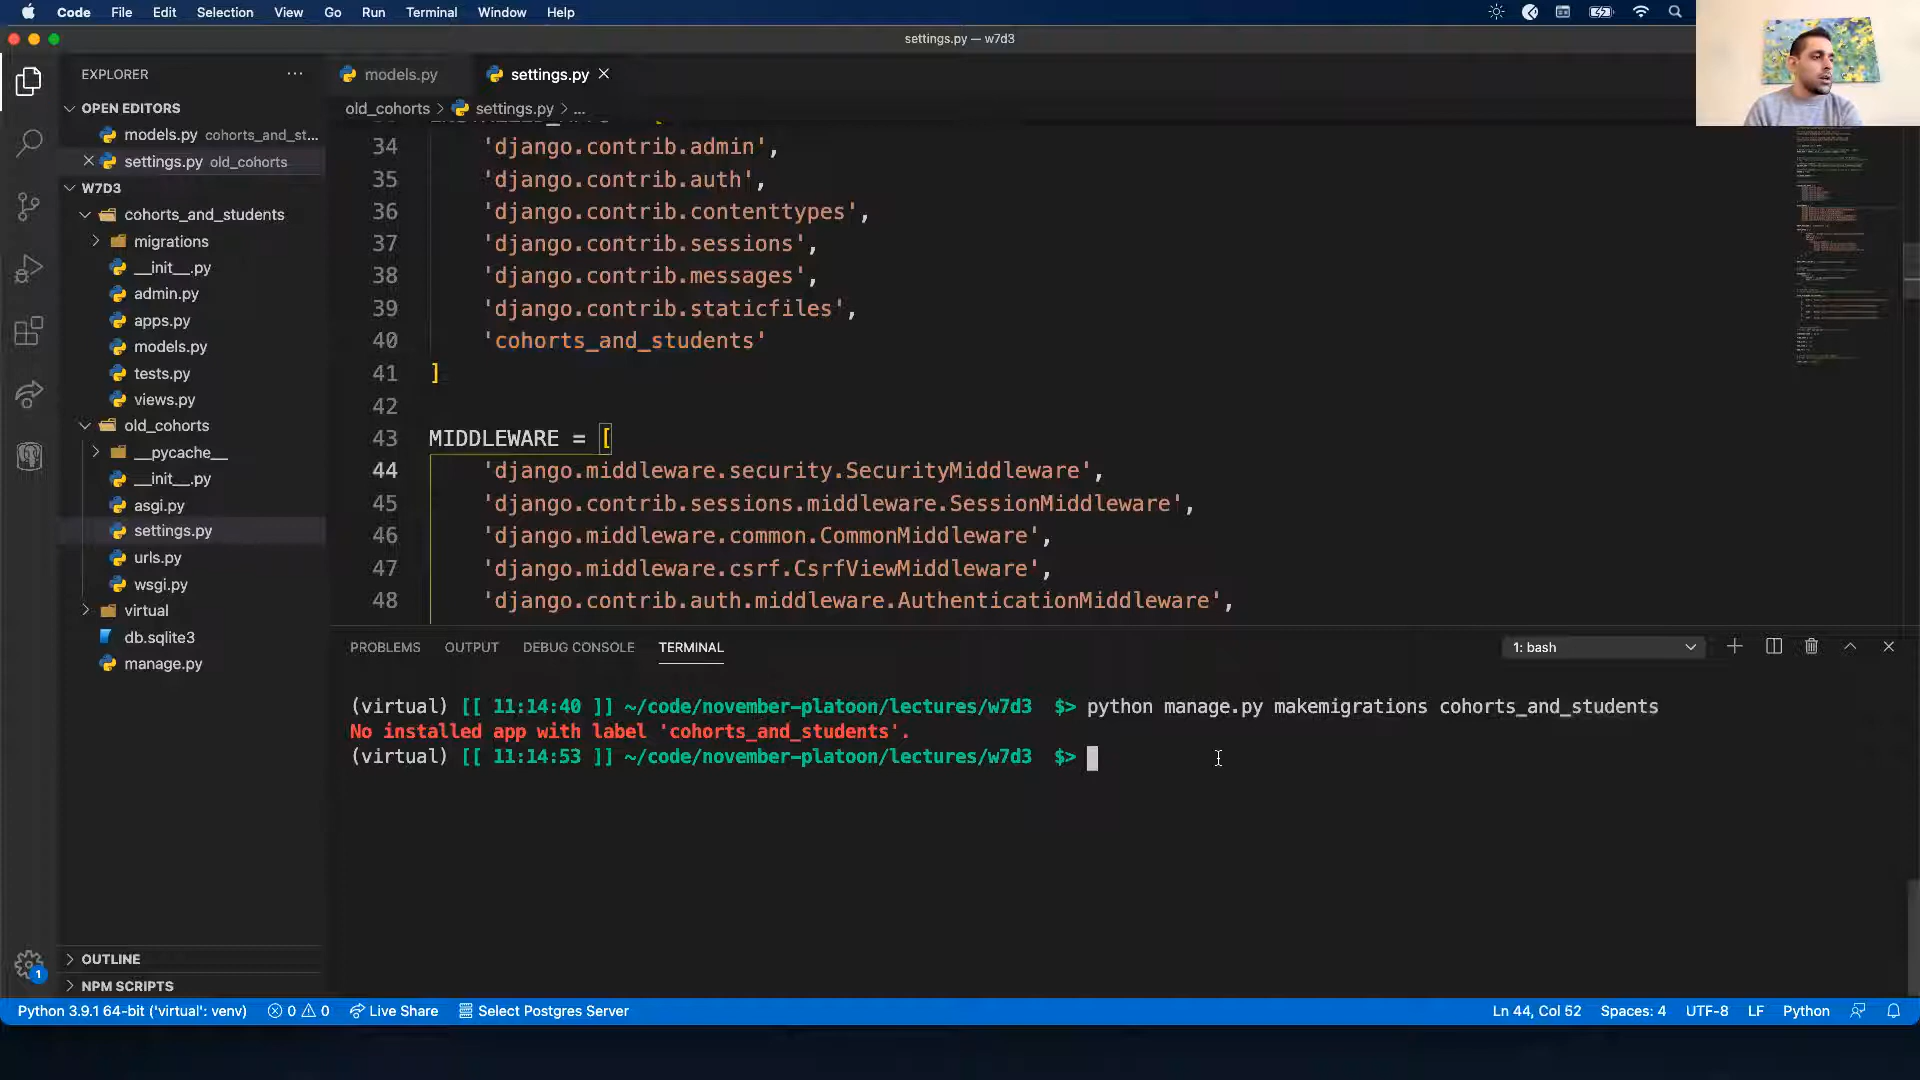 Code File Edit Selection View Go Run Terminal Window Help
settings.py — w7d3
EXPLORER
OPEN EDITORS
models.py cohorts_and_st...
settings.py old_cohorts
W7D3
cohorts_and_students
migrations
__init__.py
admin.py
apps.py
models.py
tests.py
views.py
old_cohorts
__pycache__
__init__.py
asgi.py
settings.py
urls.py
wsgi.py
virtual
db.sqlite3
manage.py
OUTLINE
NPM SCRIPTS
models.py settings.py
old_cohorts > settings.py > ...
34 'django.contrib.admin',
35 'django.contrib.auth',
36 'django.contrib.contenttypes',
37 'django.contrib.sessions',
38 'django.contrib.messages',
39 'django.contrib.staticfiles',
40 'cohorts_and_students'
41 ]
42
43 MIDDLEWARE = [
44 'django.middleware.security.SecurityMiddleware',
45 'django.contrib.sessions.middleware.SessionMiddleware',
46 'django.middleware.common.CommonMiddleware',
47 'django.middleware.csrf.CsrfViewMiddleware',
48 'django.contrib.auth.middleware.AuthenticationMiddleware',
PROBLEMS OUTPUT DEBUG CONSOLE TERMINAL 1: bash
(virtual) [[ 11:14:40 ]] ~/code/november-platoon/lectures/w7d3 $> python manage.py makemigrations cohorts_and_students
No installed app with label 'cohorts_and_students'.
(virtual) [[ 11:14:53 ]] ~/code/november-platoon/lectures/w7d3 $>
1
Python 3.9.1 64-bit ('virtual': venv) 0 0 Live Share Select Postgres Server Ln 44, Col 52 Spaces: 4 UTF-8 LF Python